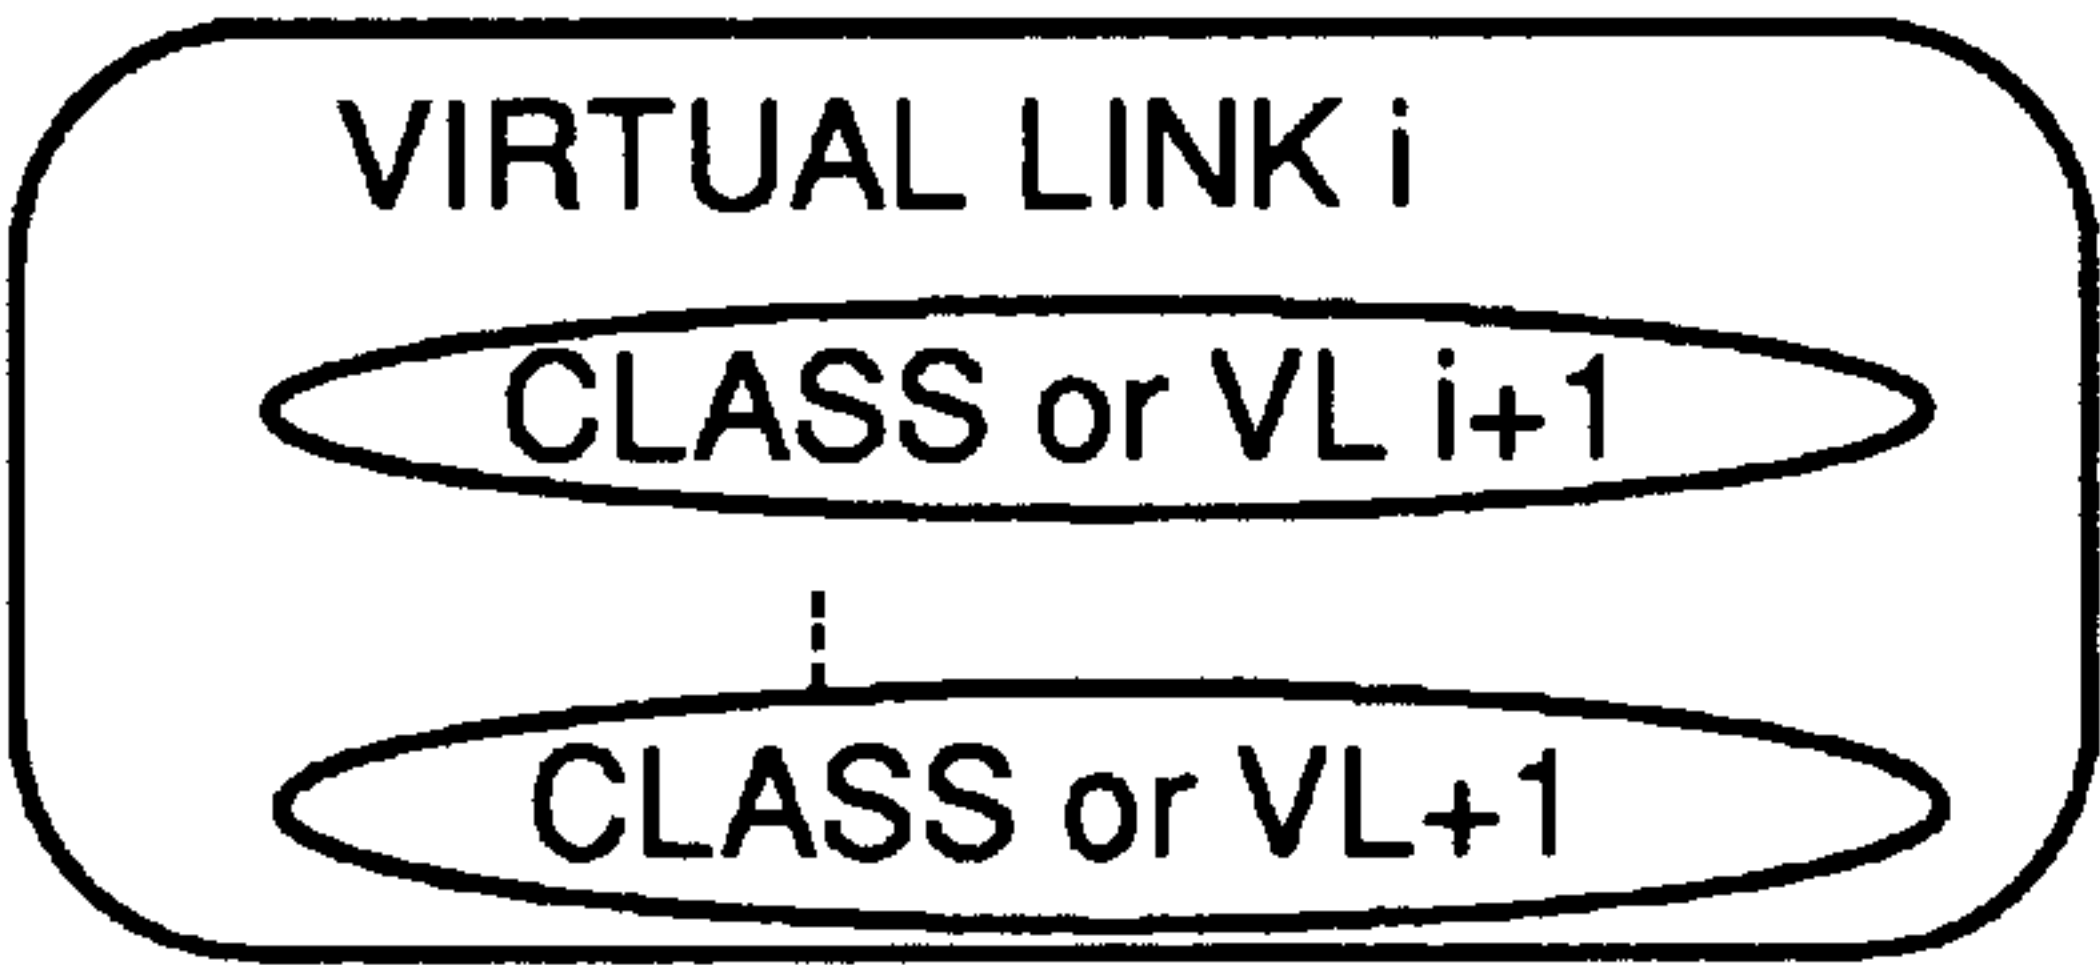 VIRTUAL LINK i
CLASS or VL i+1
CLASS or VL+1